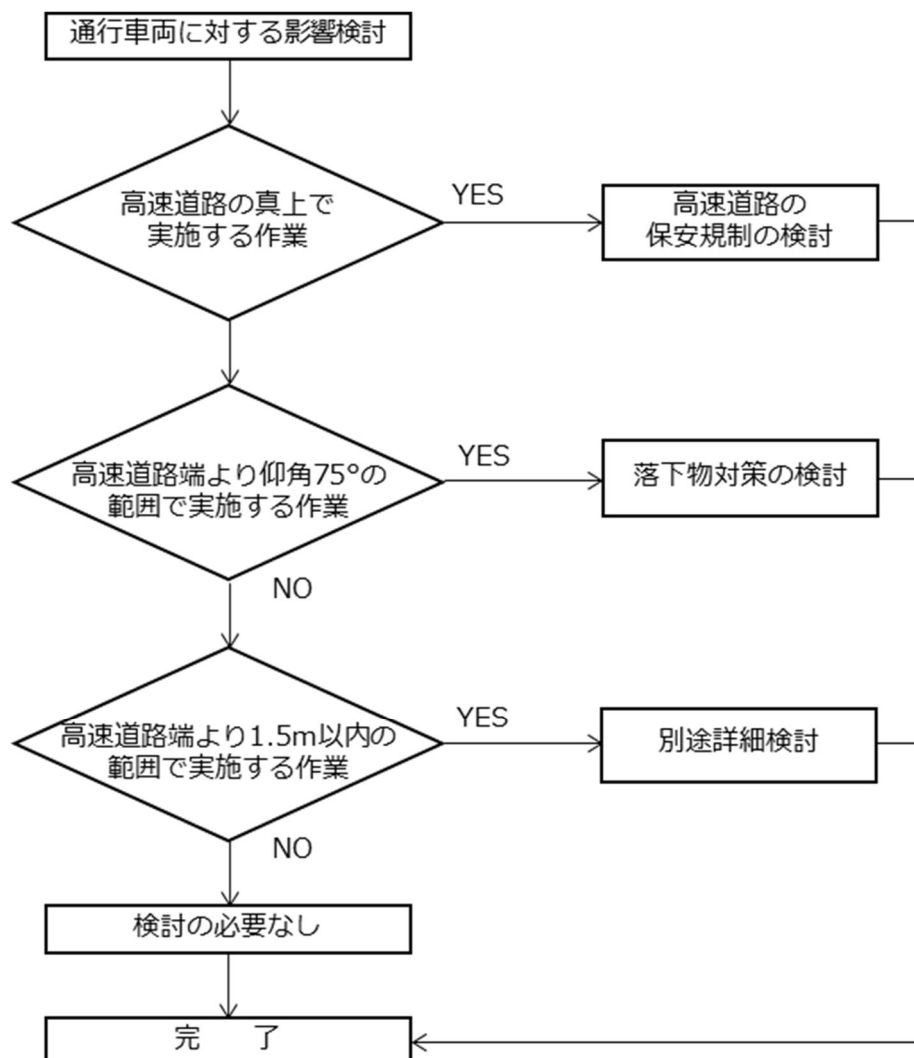 通行車両に対する影響検討
高速道路の真上で
実施する作業
YES
高速道路の
保安規制の検討
高速道路端より仰角75°の
範囲で実施する作業
YES
落下物対策の検討
NO
高速道路端より1.5m以内の
範囲で実施する作業
YES
別途詳細検討
NO
検討の必要なし
完　了